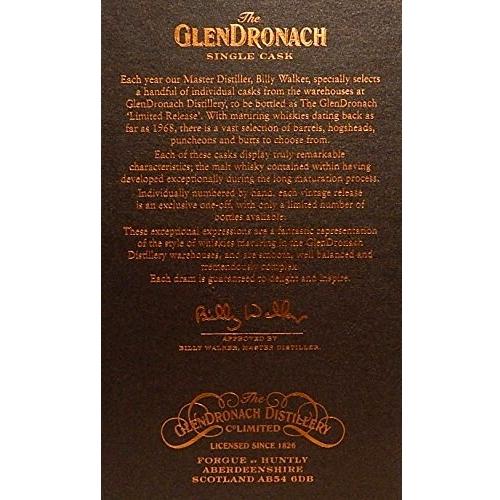 The
GLENDRONACH
SINGLE CASK
Each year our Master Distiller, Billy Walker, specially selects
a handful of individual casks from the warehouses at
GlenDronach Distillery, to be bottled as The GlenDronach
'Limited Release'. With maturing whiskies dating back as
far as 1968, there is a vast selection of barrels, hogsheads,
puncheons and butts to choose from.
Each of these casks display truly remarkable
characteristics; the malt whisky contained within having
developed exceptionally during the long maturation process.
Individually numbered by hand, each vintage release
is an exclusive one-off, with only a limited number of
bottles available.
These exceptional expressions are a fantastic representation
of the style of whiskies maturing in the GlenDronach
Distillery warehouses, and are smooth, well balanced and
tremendously complex.
Each dram is guaranteed to delight and inspire.
Billy Walker
APPROVED BY
BILLY WALKER, MASTER DISTILLER.
The
GLENDRONACH DISTILLERY
Co LIMITED
LICENSED SINCE 1826
FORGUE BY HUNTLY
ABERDEENSHIRE
SCOTLAND AB54 6DB